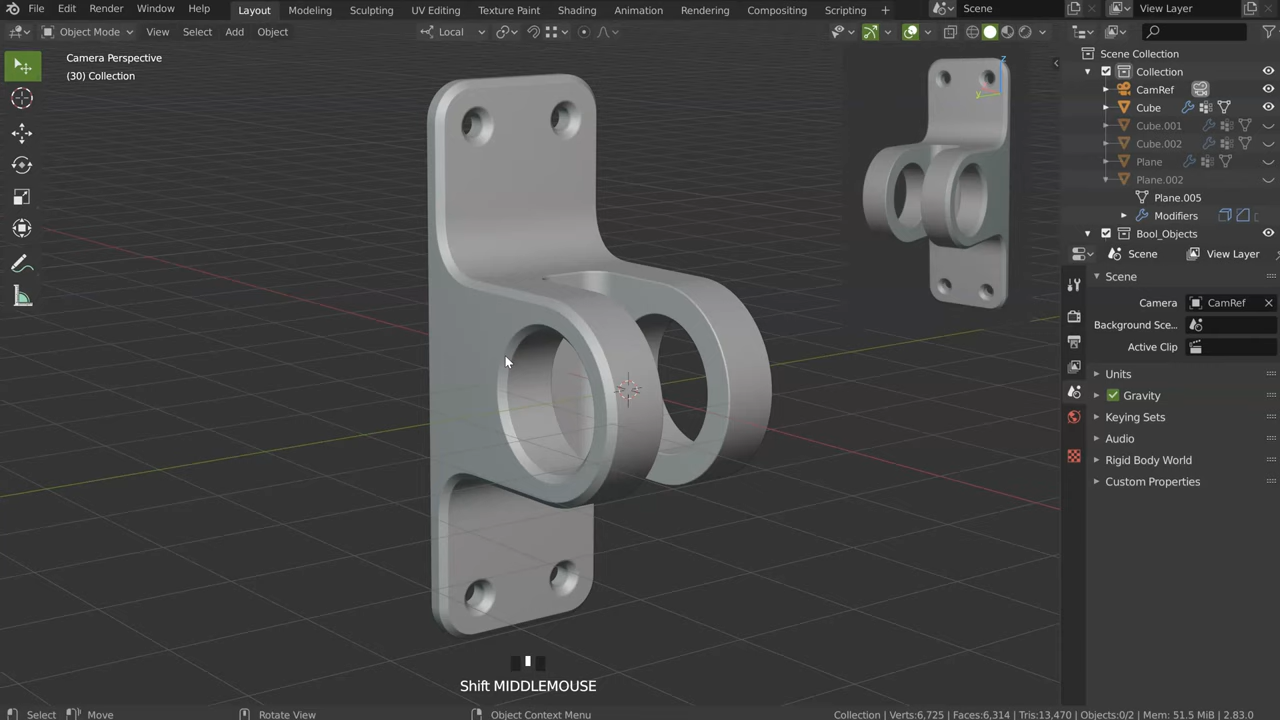 File Edit Render Window Help Layout Modeling Sculpting UV Editing Texture Paint Shading Animation Rendering Compositing Scripting + Scene View Layer
Object Mode View Select Add Object Local
Camera Perspective
(30) Collection
z
y
Scene Collection
Collection
CamRef
Cube
Cube.001
Cube.002
Plane
Plane.002
Plane.005
Modifiers
Bool_Objects
Scene View Layer
Scene
Camera CamRef
Background Sce...
Active Clip
Units
Gravity
Keying Sets
Audio
Rigid Body World
Custom Properties
Shift MIDDLEMOUSE
Select Move Rotate View Object Context Menu Collection | Verts:6,725 | Faces:6,314 | Tris:13,470 | Objects:0/2 | Mem: 51.5 MiB | 2.83.0